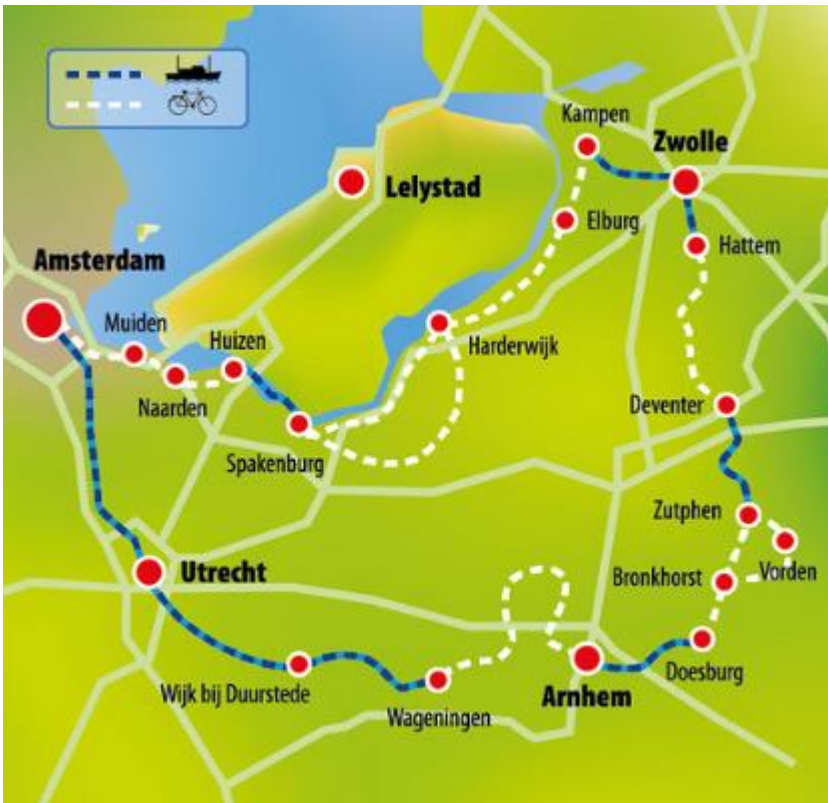 Kampen
Zwolle
Lelystad
Elburg
Hattem
Amsterdam
Muiden
Huizen
Harderwijk
Naarden
Deventer
Spakenburg
Zutphen
Utrecht
Bronkhorst
Vorden
Wijk bij Duurstede
Arnhem
Doesburg
Wageningen